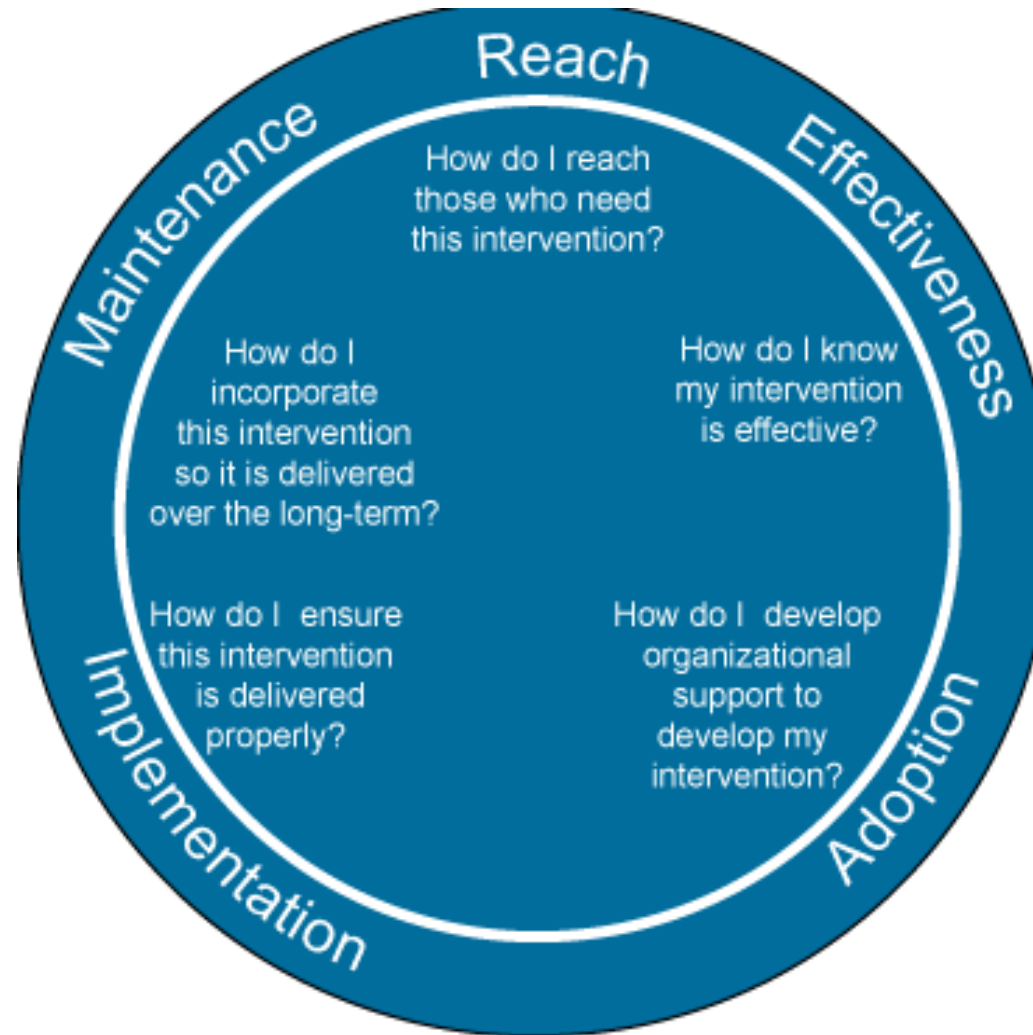 Reach
How do I reach
those who need
this intervention?
Effectiveness
How do I know
my intervention
is effective?
Adoption
How do I develop
organizational
support to
develop my
intervention?
Implementation
How do I ensure
this intervention
is delivered
properly?
Maintenance
How do I
incorporate
this intervention
so it is delivered
over the long-term?